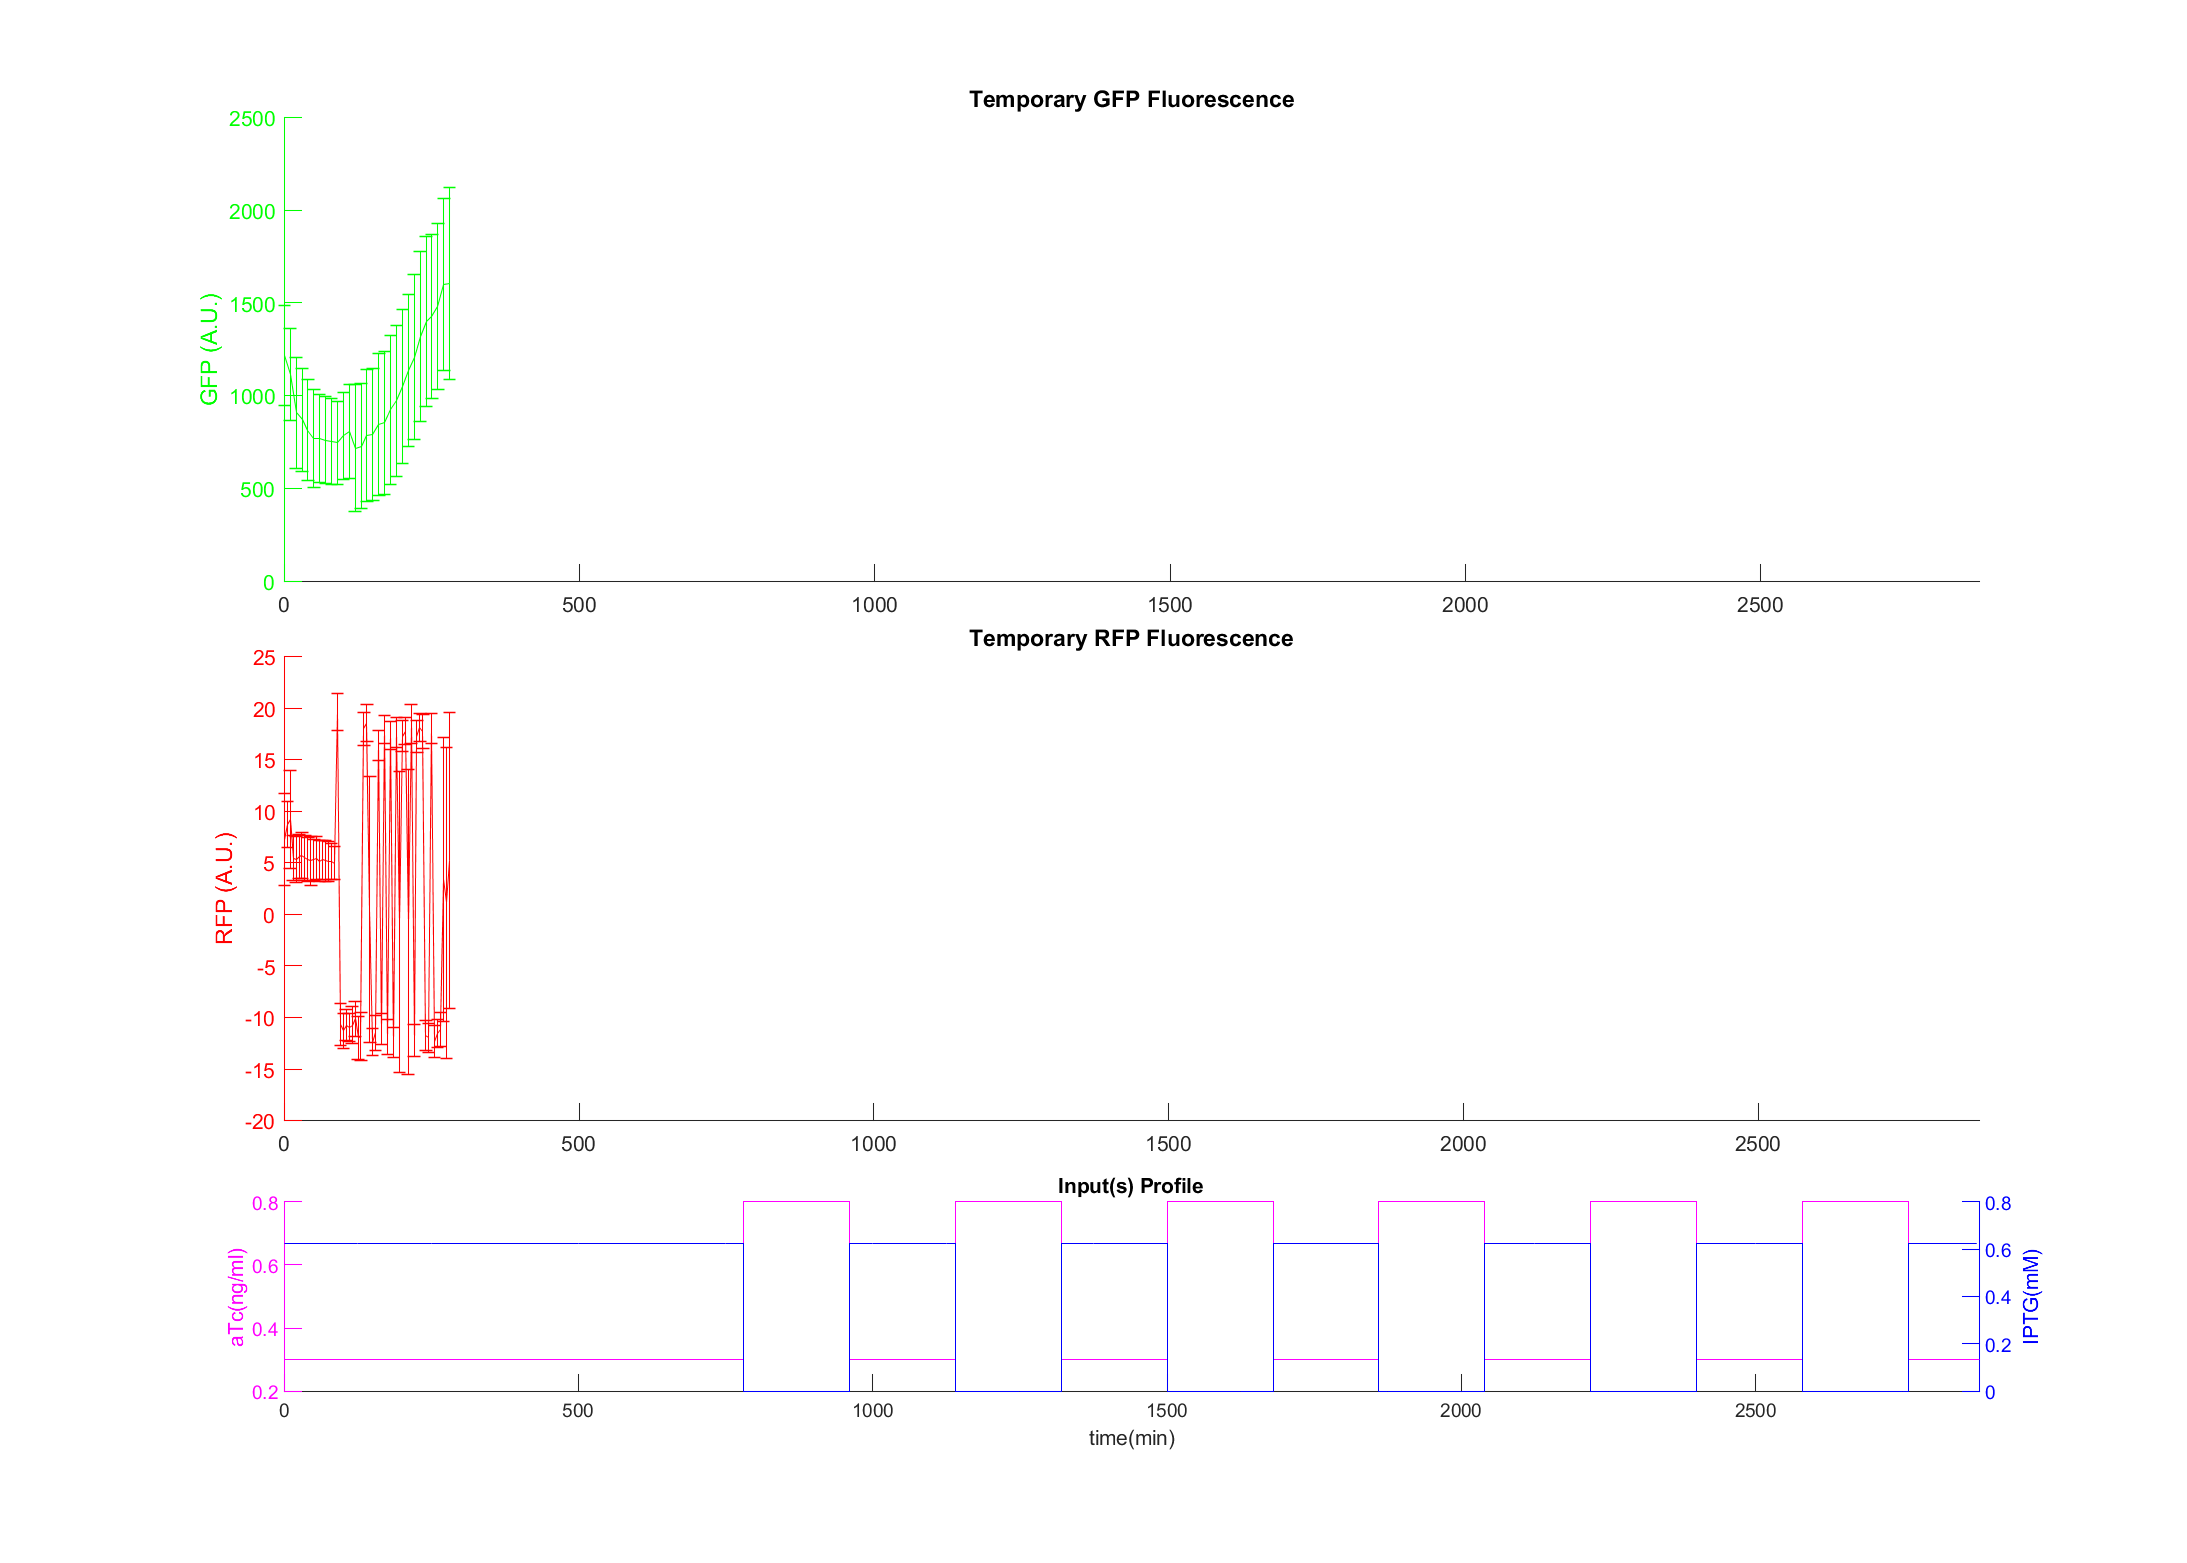 Temporary GFP Fluorescence
2500
2000
1500
1000
500
0
GFP (A.U.)
0 500 1000 1500 2000 2500
Temporary RFP Fluorescence
25
20
15
10
5
0
-5
-10
-15
-20
RFP (A.U.)
0 500 1000 1500 2000 2500
Input(s) Profile
0.8
0.6
0.4
0.2
aTc(ng/ml)
0.8
0.6
0.4
0.2
0
IPTG(mM)
0 500 1000 1500 2000 2500
time(min)